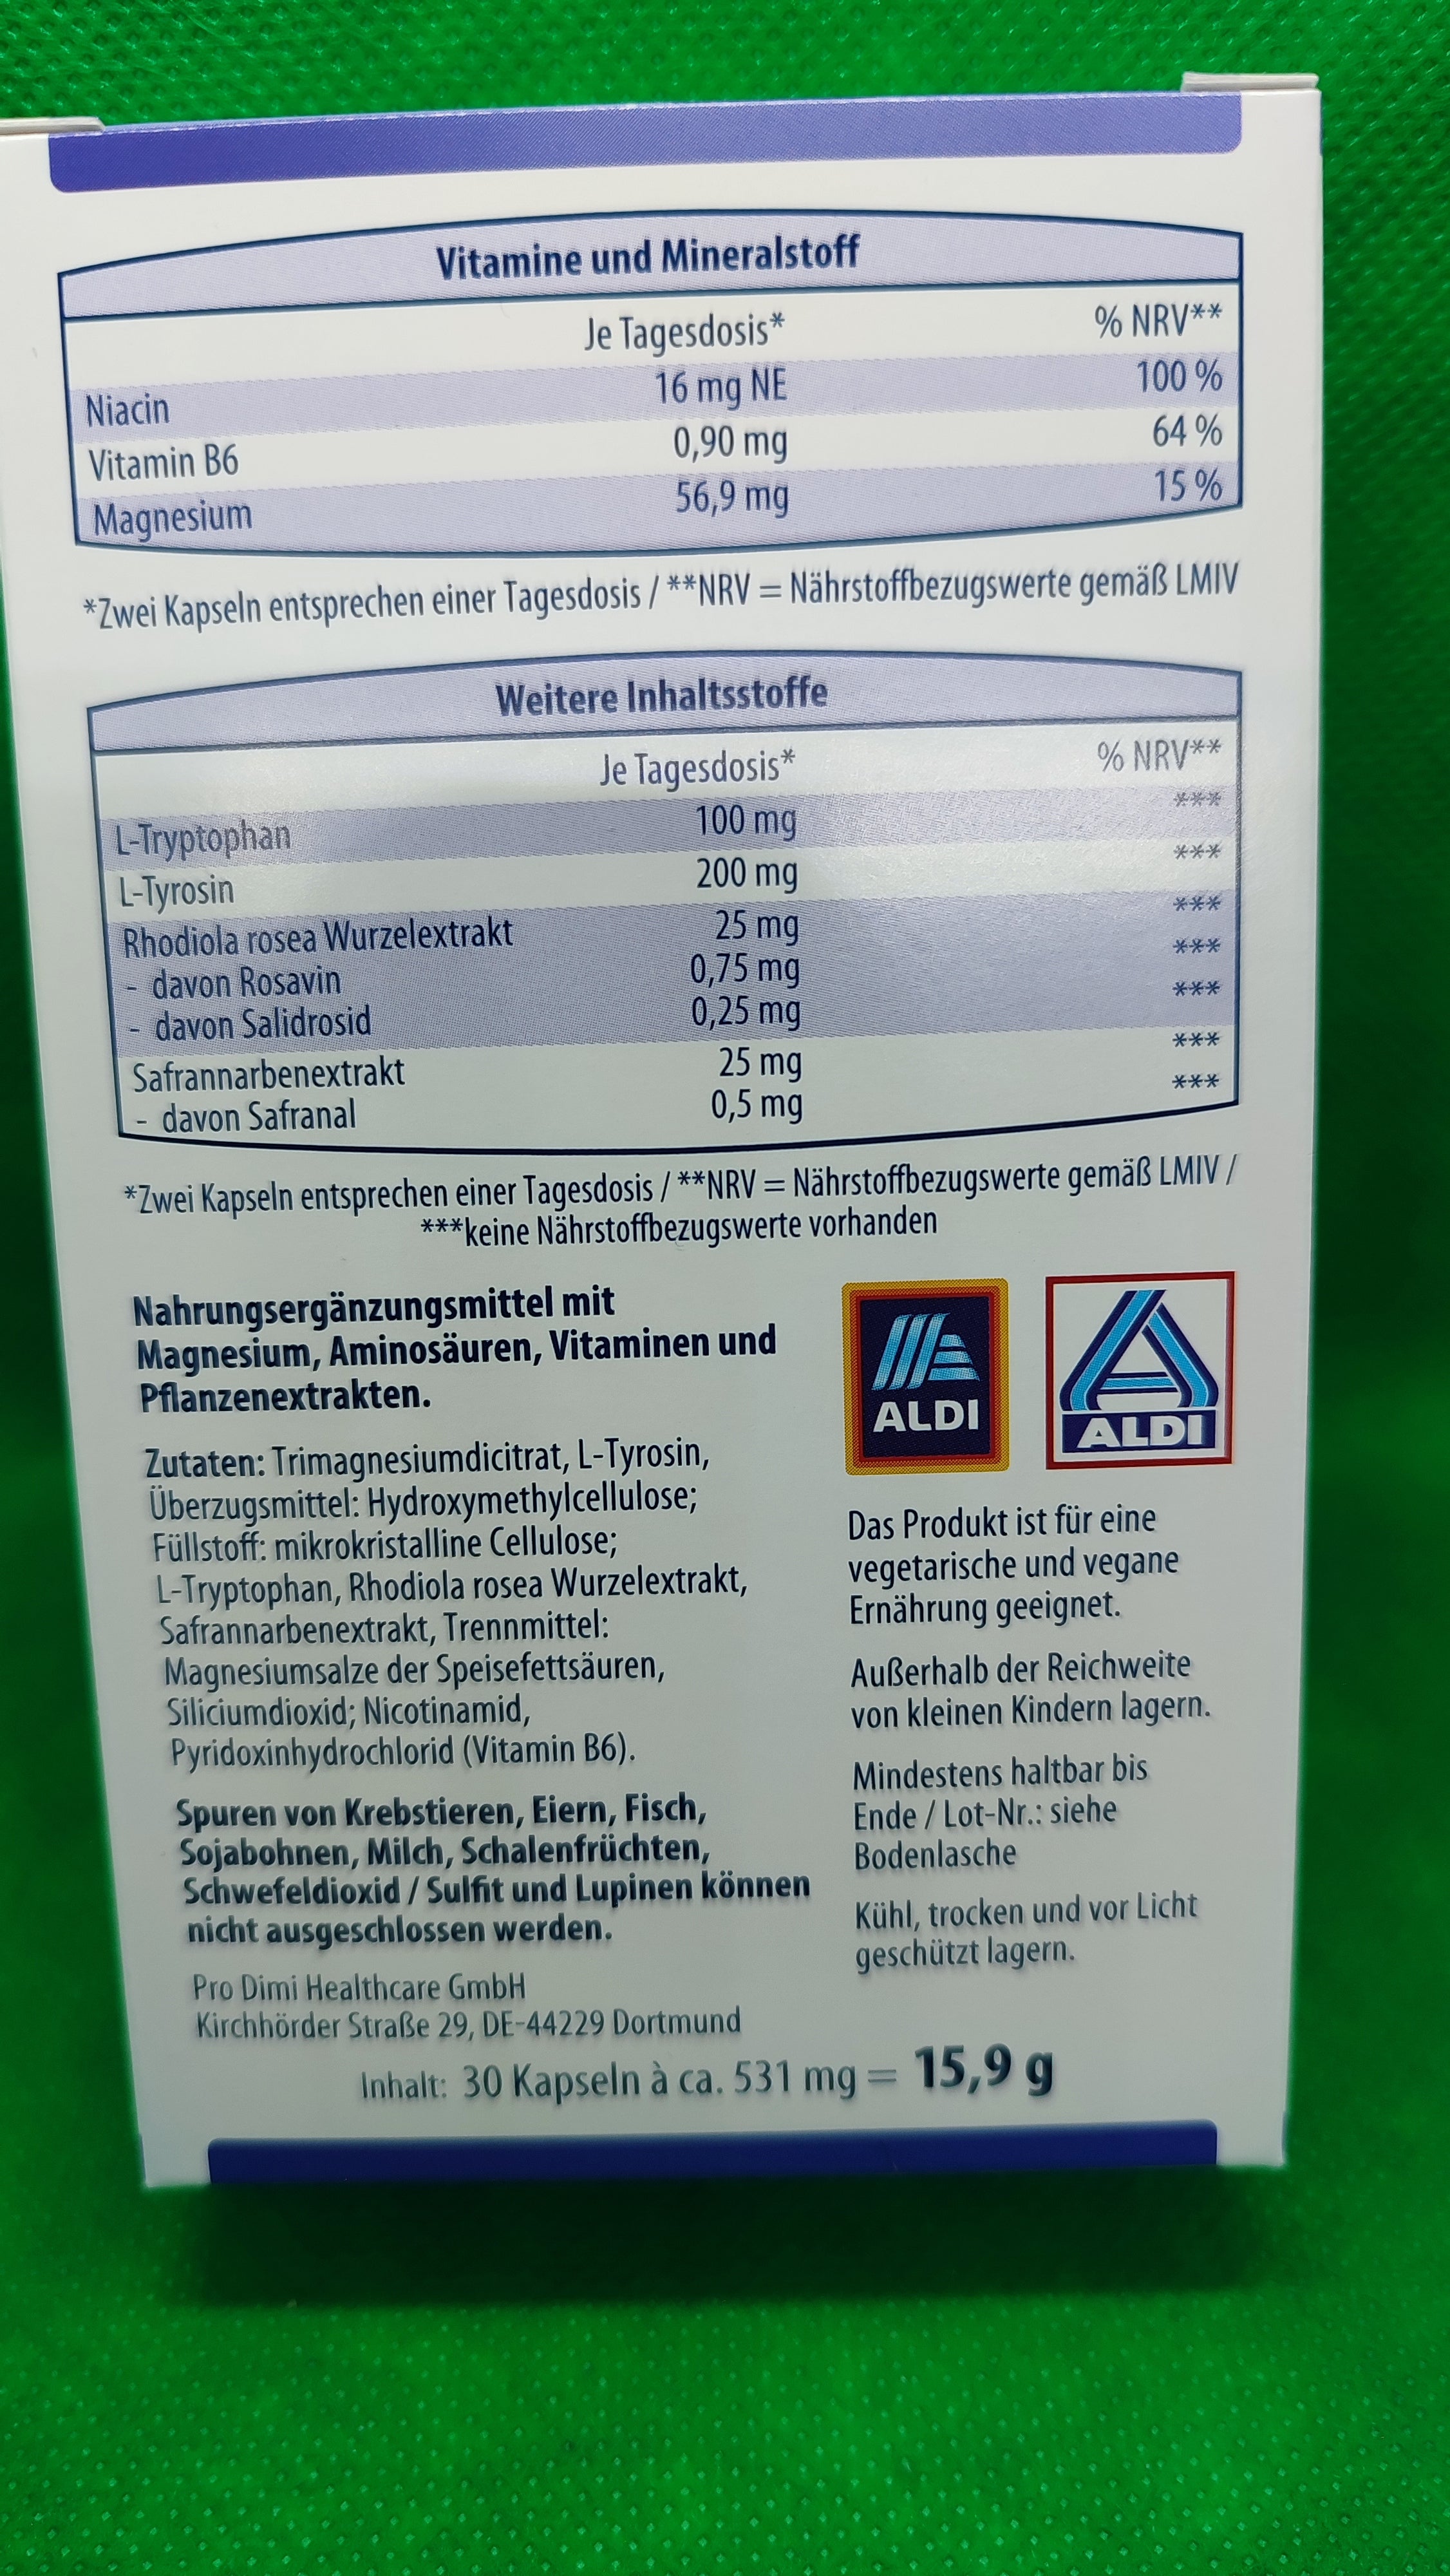 Vitamine und Mineralstoff
Je Tagesdosis* % NRV**
Niacin 16 mg NE 100 %
Vitamin B6 0,90 mg 64 %
Magnesium 56,9 mg 15 %
*Zwei Kapseln entsprechen einer Tagesdosis / **NRV = Nährstoffbezugswerte gemäß LMIV
Weitere Inhaltsstoffe
Je Tagesdosis* % NRV**
L-Tryptophan 100 mg ***
L-Tyrosin 200 mg ***
Rhodiola rosea Wurzelextrakt 25 mg ***
- davon Rosavin 0,75 mg ***
- davon Salidrosid 0,25 mg ***
Safrannarbenextrakt 25 mg ***
- davon Safranal 0,5 mg ***
*Zwei Kapseln entsprechen einer Tagesdosis / **NRV = Nährstoffbezugswerte gemäß LMIV /
***keine Nährstoffbezugswerte vorhanden
Nahrungsergänzungsmittel mit
Magnesium, Aminosäuren, Vitaminen und
Pflanzenextrakten.
Zutaten: Trimagnesiumdicitrat, L-Tyrosin,
Überzugsmittel: Hydroxymethylcellulose;
Füllstoff: mikrokristalline Cellulose;
L-Tryptophan, Rhodiola rosea Wurzelextrakt,
Safrannarbenextrakt, Trennmittel:
Magnesiumsalze der Speisefettsäuren,
Siliciumdioxid; Nicotinamid,
Pyridoxinhydrochlorid (Vitamin B6).
Spuren von Krebstieren, Eiern, Fisch,
Sojabohnen, Milch, Schalenfrüchten,
Schwefeldioxid / Sulfit und Lupinen können
nicht ausgeschlossen werden.
Pro Dimi Healthcare GmbH
Kirchhörder Straße 29, DE-44229 Dortmund
ALDI
ALDI
Das Produkt ist für eine
vegetarische und vegane
Ernährung geeignet.
Außerhalb der Reichweite
von kleinen Kindern lagern.
Mindestens haltbar bis
Ende / Lot-Nr.: siehe
Bodenlasche
Kühl, trocken und vor Licht
geschützt lagern.
Inhalt: 30 Kapseln à ca. 531 mg = 15,9 g